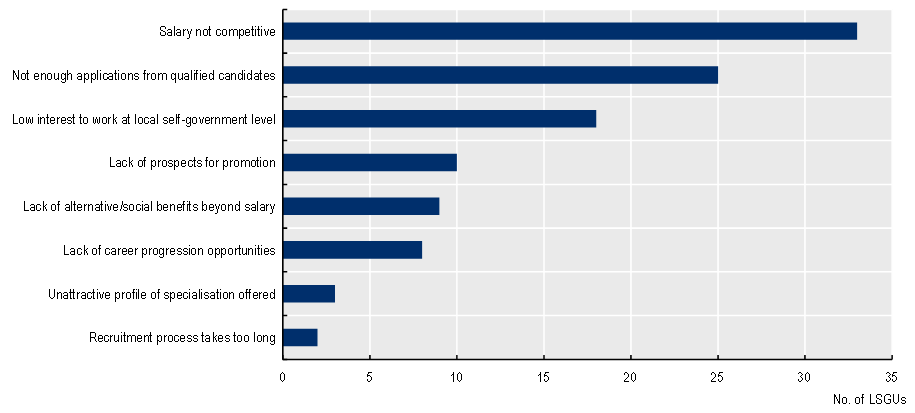 Salary not competitive
Not enough applications from qualified candidates
Low interest to work at local self-government level
Lack of prospects for promotion
Lack of alternative/social benefits beyond salary
Lack of career progression opportunities
Unattractive profile of specialisation offered
Recruitment process takes too long
0 5 10 15 20 25 30 35
No. of LSGUs